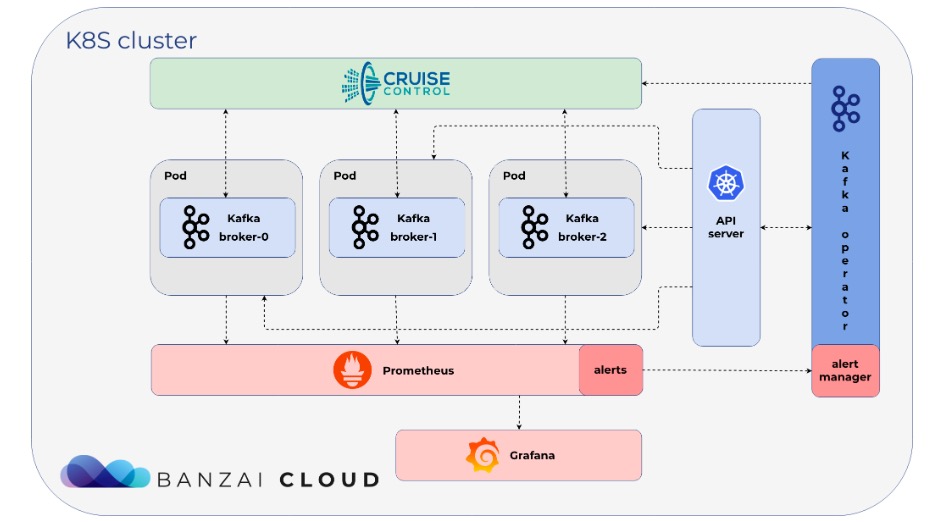 K8S cluster
CRUISE
CONTROL
Pod
Pod
Pod
Kafka
broker-0
Kafka
broker-1
Kafka
broker-2
API
server
Kafka operator
Prometheus
alerts
alert
manager
Grafana
BANZAI CLOUD